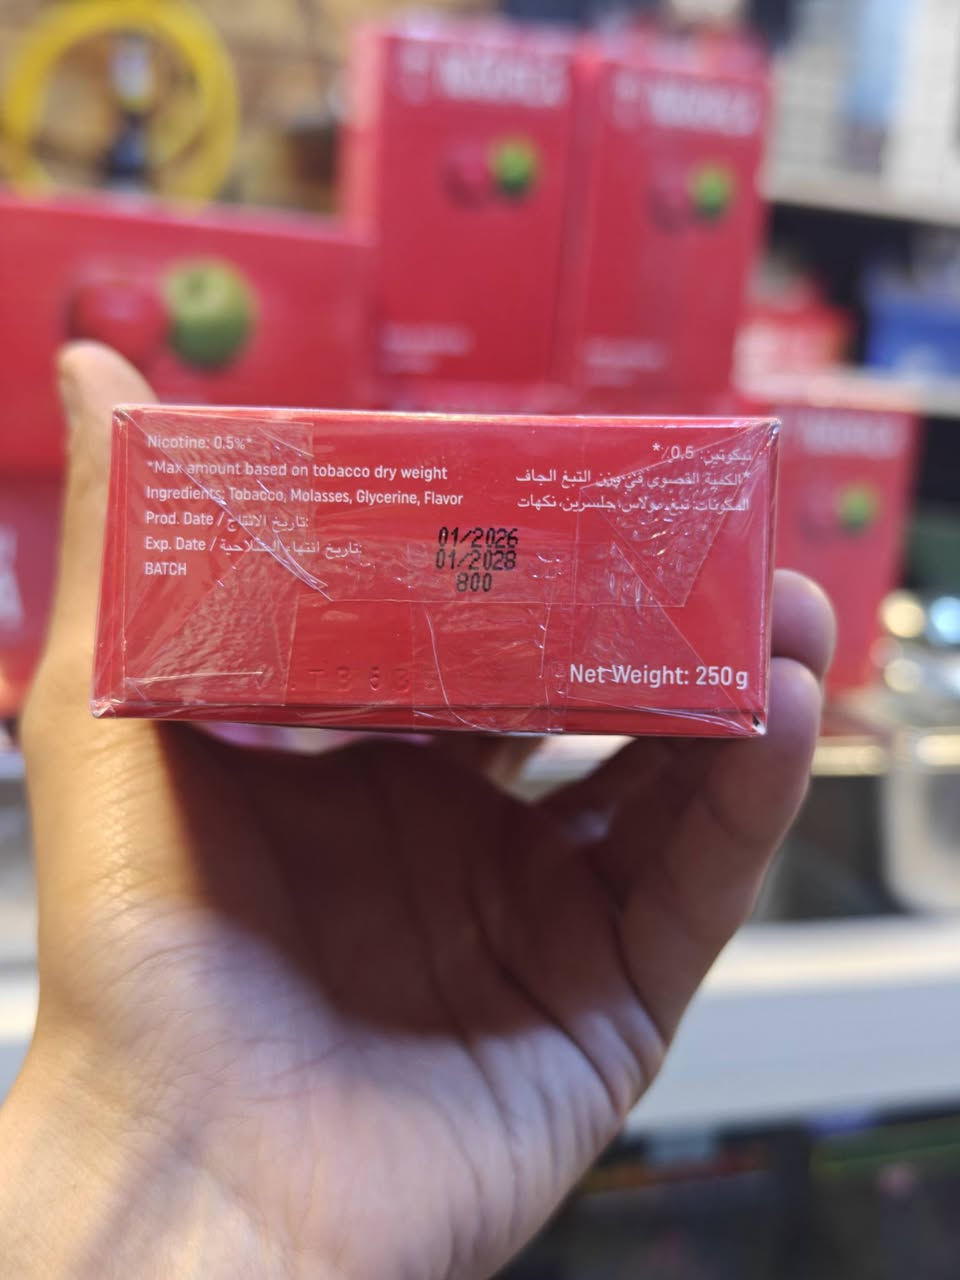 Nicotine: 0.5%*
*Max amount based on tobacco dry weight
Ingredients: Tobacco, Molasses, Glycerine, Flavor
Prod. Date / تاريخ الانتاج:
Exp. Date / تاريخ انتهاء الصلاحية:
BATCH
نيكوتين: 0,5٪*
*الكمية القصوى في وزن التبغ الجاف
المكونات: تبغ، مولاس، جلسرين، نكهات
01/2026
01/2028
800
Net Weight: 250g